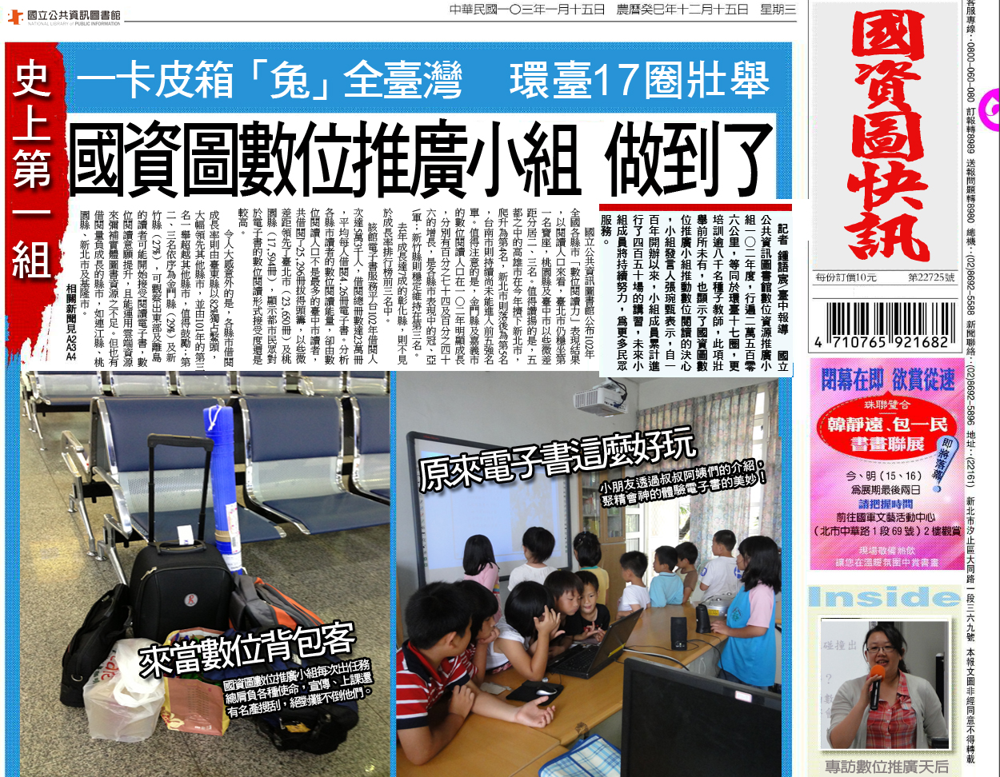 國立公共資訊圖書館
NATIONAL LIBRARY of PUBLIC INFORMATION
中華民國一〇三年一月十五日　農曆癸巳年十二月十五日　星期三
史上第一組
一卡皮箱「兔」全臺灣　環臺17圈壯舉
國資圖數位推廣小組 做到了
記者 鍾語宸╱臺中報導　國立
公共資訊圖書館數位資源推廣小
組一〇二年度，行遍二萬五百零
六公里，等同於環臺十七圈，更
培訓逾八千名種子教師，此項壯
舉前所未有，也顯示了國資圖數
位推廣小組推動數位閱讀的決心
，小組發言人張琬甄表示，自一
百年開辦以來，小組成員累計進
行了四百五十場的講習，未來小
組成員將持續努力，為更多民眾
服務。
國立公共資訊圖書館公布102年
全國各縣市「數位閱讀力」表現結果
，以閱讀人口來看，臺北市仍穩坐第
一名寶座，桃園縣及臺中市以些微差
距分居二、三名。值得讚揚的是，五
都之中的高雄市在今年擠下新北市，
爬升為第4名，新北市則落後為第5名
，台南市則持續尚未能進入前五強名
單。值得注意的是，金門縣及嘉義市
的數位閱讀人口在一〇二年明顯成長
，分別有百分之七十四及百分之四十
六的增長，是各縣市表現中的冠、亞
軍；新竹縣則穩定維持在第三名。
去年成長達7成的彰化縣，則不見
於成長率排行榜前三名中。
該館電子書服務平台102年借閱人
次達5萬5千人，借閱總冊數達23萬冊
，平均每人借閱4.26冊電子書。分析
各縣市讀者的數位閱讀能量，卻由數
位閱讀人口不是最多的臺中市讀者，
共借閱了25,296冊拔得頭籌，以些微
差距領先了臺北市（23,659冊）及桃
園縣（17,594冊），顯示都市民眾對
於電子書的數位閱讀形式接受度還是
較高。
令人大感意外的是，各縣市借閱
成長率則由臺東縣以82%獨占鰲頭，
大幅領先其他縣市，並由101年的第三
名一舉超越其他縣市，值得鼓勵；第
二、三名依序為金門縣（29%）及新
竹縣（27%），可觀察出東部及離島
的讀者可能開始接受閱讀電子書，數
位閱讀意願提升，且能運用雲端資源
來彌補實體圖書資源之不足。但也有
借閱量負成長的縣市，如連江縣、桃
園縣、新北市及基隆市。
相關新聞見A2A3A4
原來電子書這麼好玩
小朋友透過叔叔阿姨們的介紹，
聚精會神的體驗電子書的美妙！
來當數位背包客
國資圖數位推廣小組每次出任務
總肩負各種使命，宣傳、上課還
有名產搜刮，絕對難不倒他們。
國資圖快訊
每份訂價10元　第22725號
4 710765 921682
閉幕在即 欲賞從速
珠聯璧合
韓靜遠、包一民
書畫聯展
即將落幕！
今、明（15、16）
為展期最後兩日
請把握時間
前往國軍文藝活動中心
（北市中華路1段69號）2樓觀賞
現場敬備熱飲
讓您在溫暖氛圍中賞書畫
Inside
碰撞出
?
專訪數位推廣天后
客服專線：0800-060-080　訂報轉8989　送報問題轉8980　總機：(02)8692-5588　新聞聯絡：(02)8692-5896　地址：(22161)　新北市汐止區大同路一段三六九號　本報文圖非經同意不得轉載